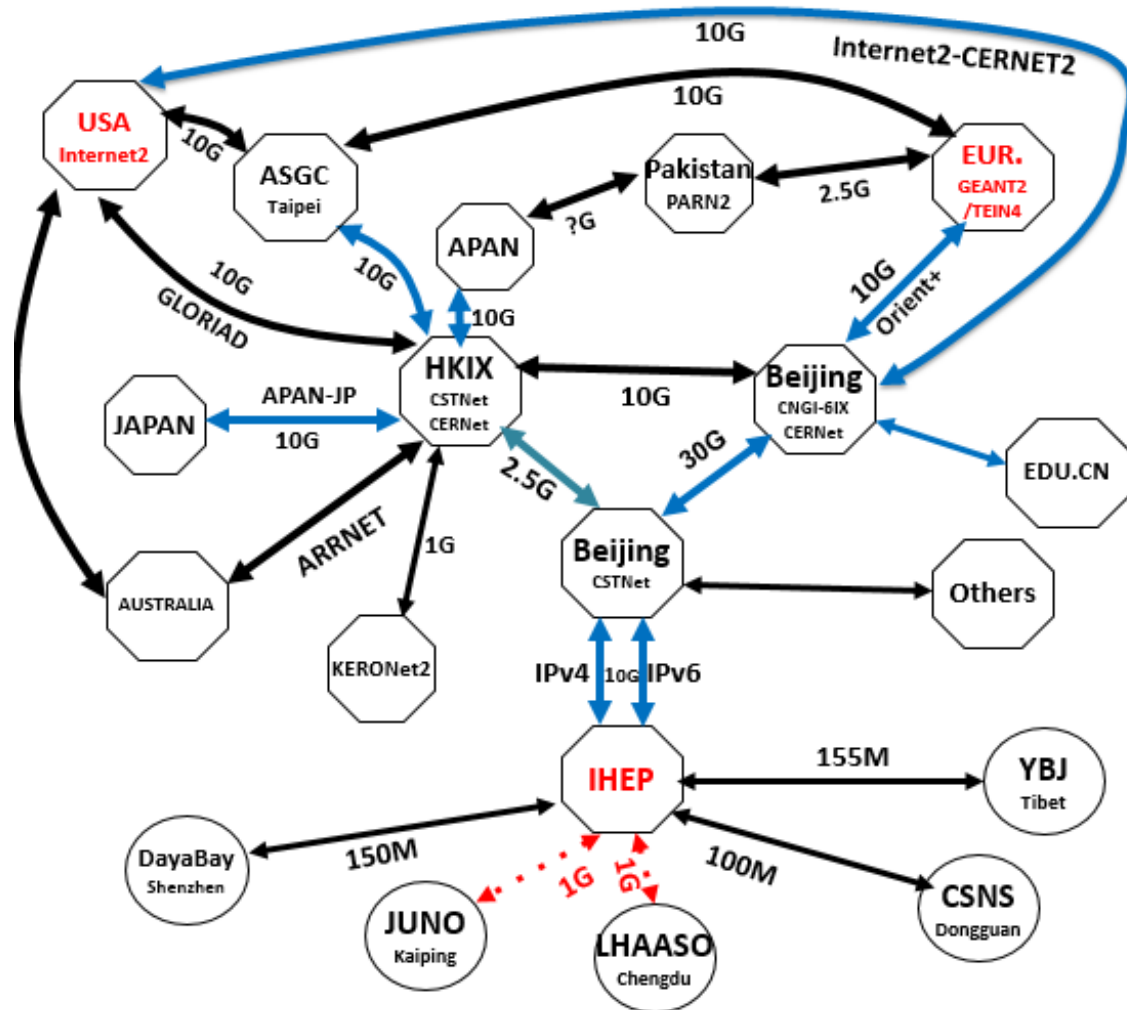 10G
Internet2-CERNET2
USA
Internet2
10G
10G
ASGC
Taipei
Pakistan
PARN2
2.5G
EUR.
GEANT2
/TEIN4
?G
APAN
10G
GLORIAD
10G
10G
10G
Orient+
HKIX
CSTNet
CERNet
10G
Beijing
CNGI-6IX
CERNet
JAPAN
APAN-JP
10G
30G
2.5G
EDU.CN
ARRNET
1G
Beijing
CSTNet
Others
AUSTRALIA
KERONet2
IPv4
10G
IPv6
IHEP
155M
YBJ
Tibet
DayaBay
Shenzhen
150M
1G
1G
100M
JUNO
Kaiping
LHAASO
Chengdu
CSNS
Dongguan